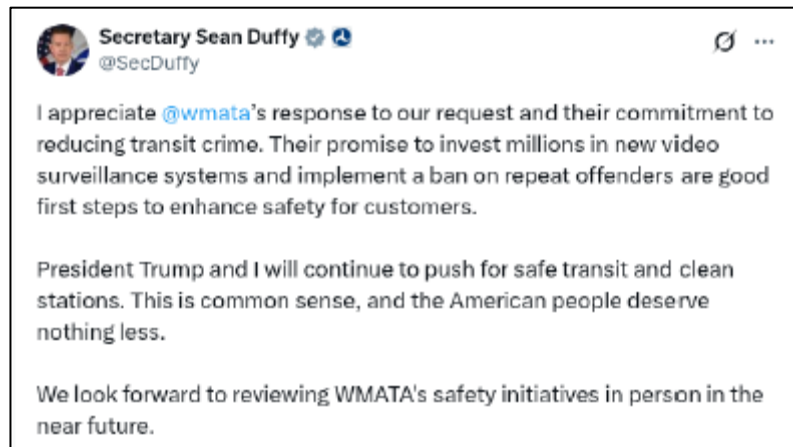 Secretary Sean Duffy
@SecDuffy
I appreciate @wmata's response to our request and their commitment to
reducing transit crime. Their promise to invest millions in new video
surveillance systems and implement a ban on repeat offenders are good
first steps to enhance safety for customers.
President Trump and I will continue to push for safe transit and clean
stations. This is common sense, and the American people deserve
nothing less.
We look forward to reviewing WMATA's safety initiatives in person in the
near future.